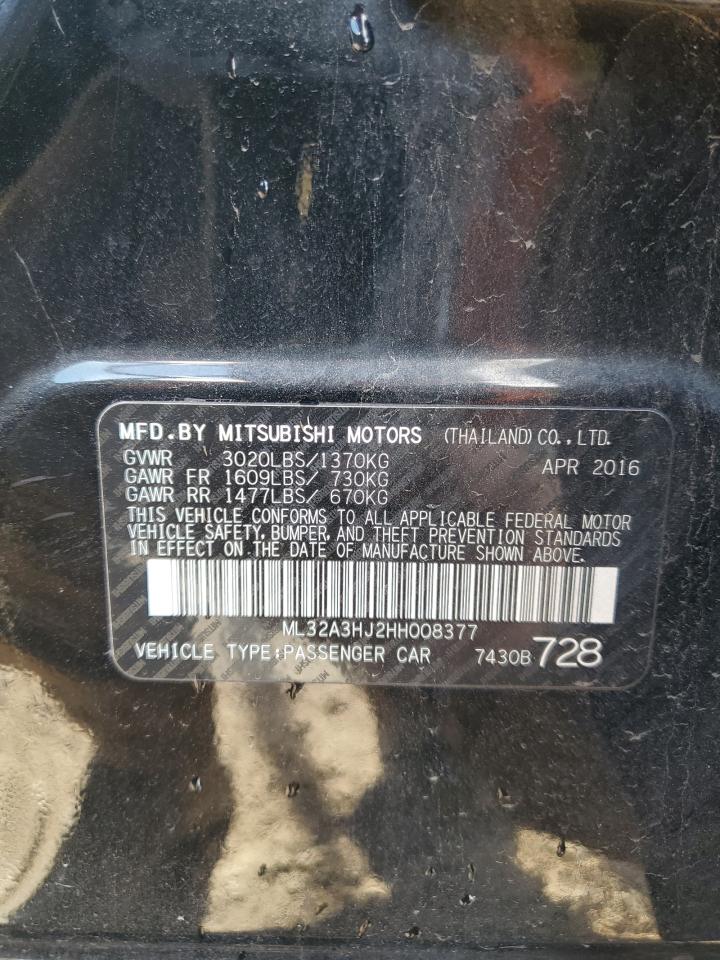 MFD.BY MITSUBISHI MOTORS (THAILAND) CO., LTD.
GVWR 3020LBS/1370KG APR 2016
GAWR FR 1609LBS/ 730KG
GAWR RR 1477LBS/ 670KG
THIS VEHICLE CONFORMS TO ALL APPLICABLE FEDERAL MOTOR
VEHICLE SAFETY, BUMPER, AND THEFT PREVENTION STANDARDS
IN EFFECT ON THE DATE OF MANUFACTURE SHOWN ABOVE.
ML32A3HJ2HH008377
VEHICLE TYPE:PASSENGER CAR 7430B728